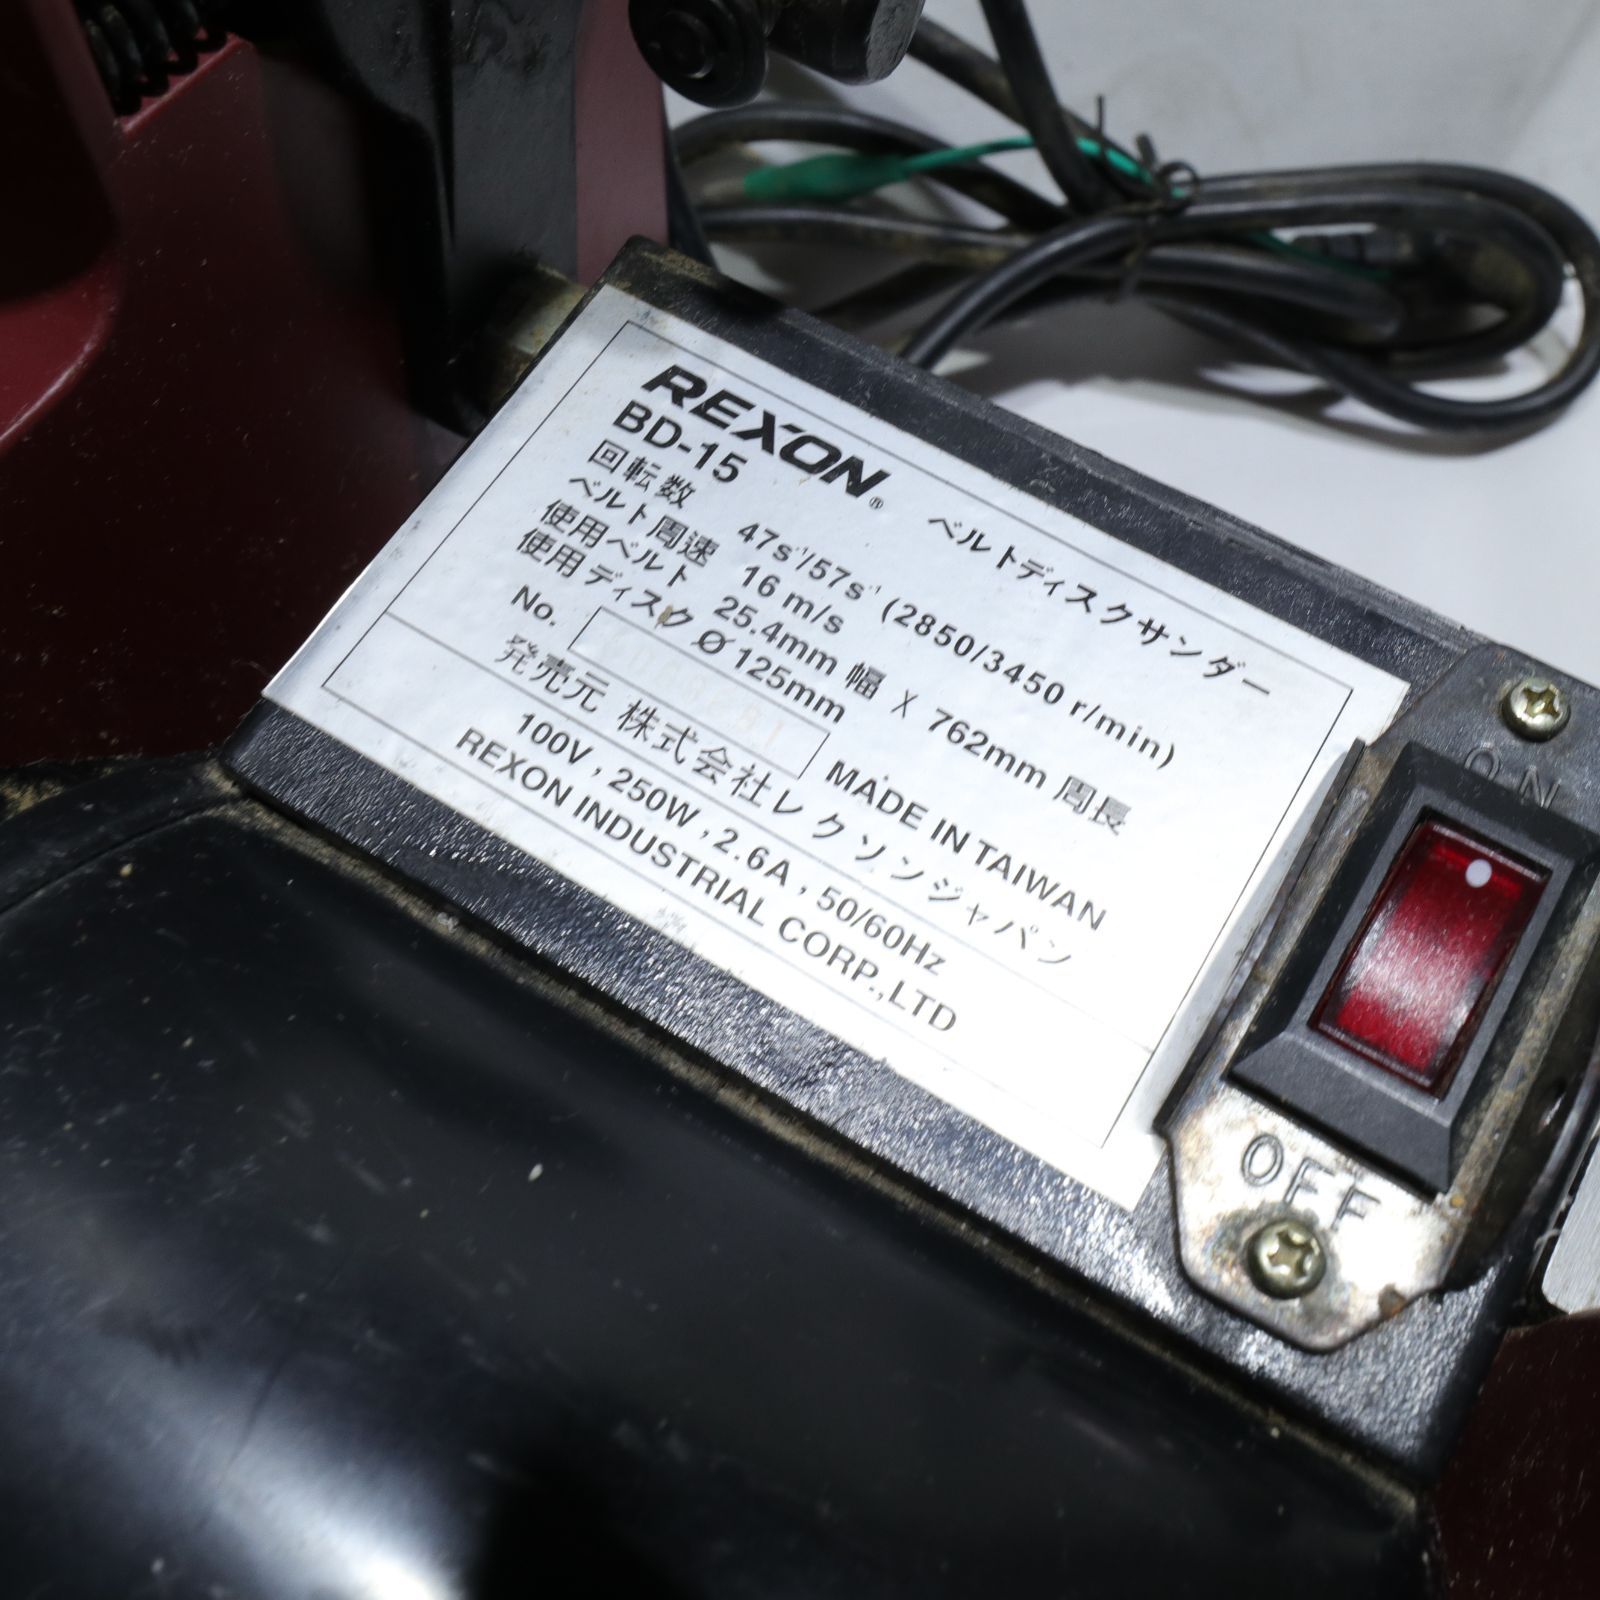 REXON® ベルトディスクサンダー
BD-15
回転数 47s⁻¹/57s⁻¹ (2850/3450 r/min)
ベルト周速 16 m/s
使用ベルト 25.4mm 幅 X 762mm 周長
使用ディスク Ø 125mm
No. MADE IN TAIWAN
発売元 株式会社レクソンジャパン
100V, 250W, 2.6A, 50/60Hz
REXON INDUSTRIAL CORP.,LTD
ON
OFF